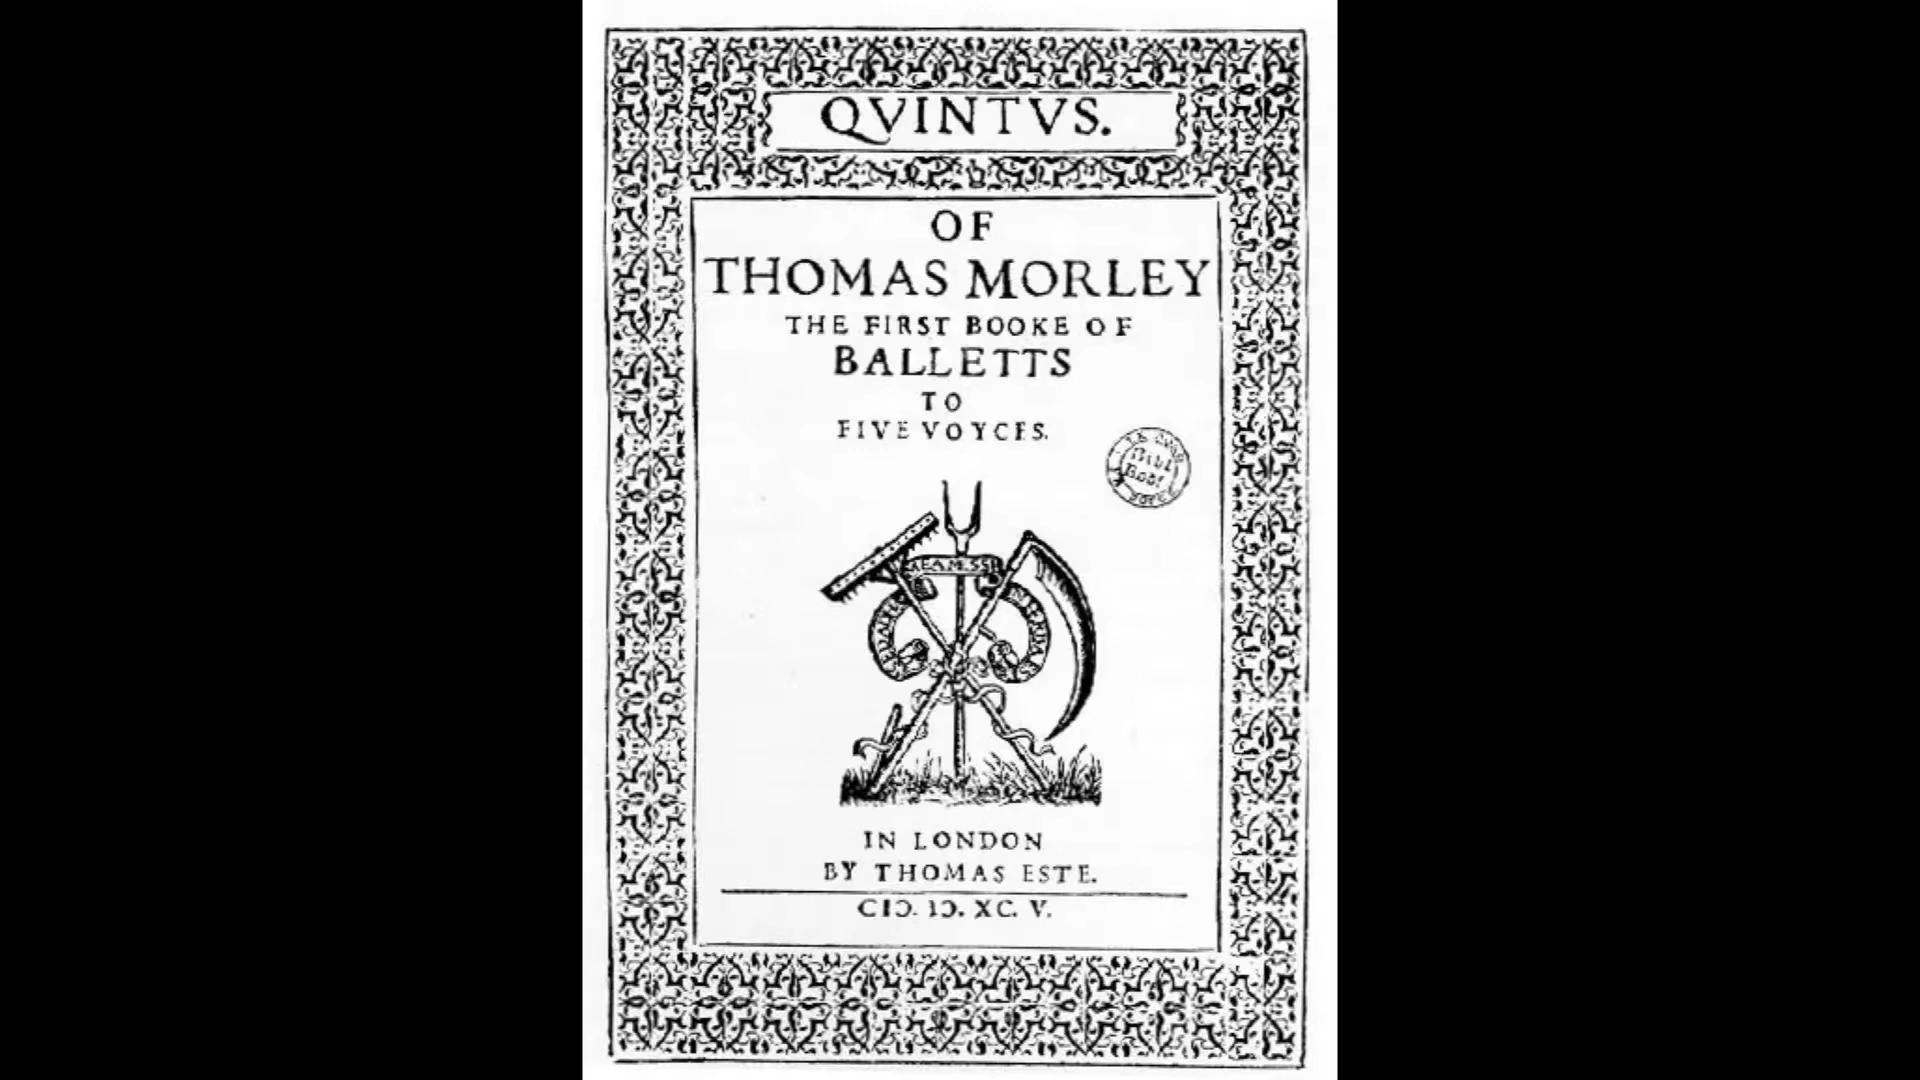 QVINTVS.
OF
THOMAS MORLEY
THE FIRST BOOKE OF
BALLETTS
TO
FIVE VOYCES.
IN LONDON
BY THOMAS ESTE.
CIↃ. IↃ. XC. V.